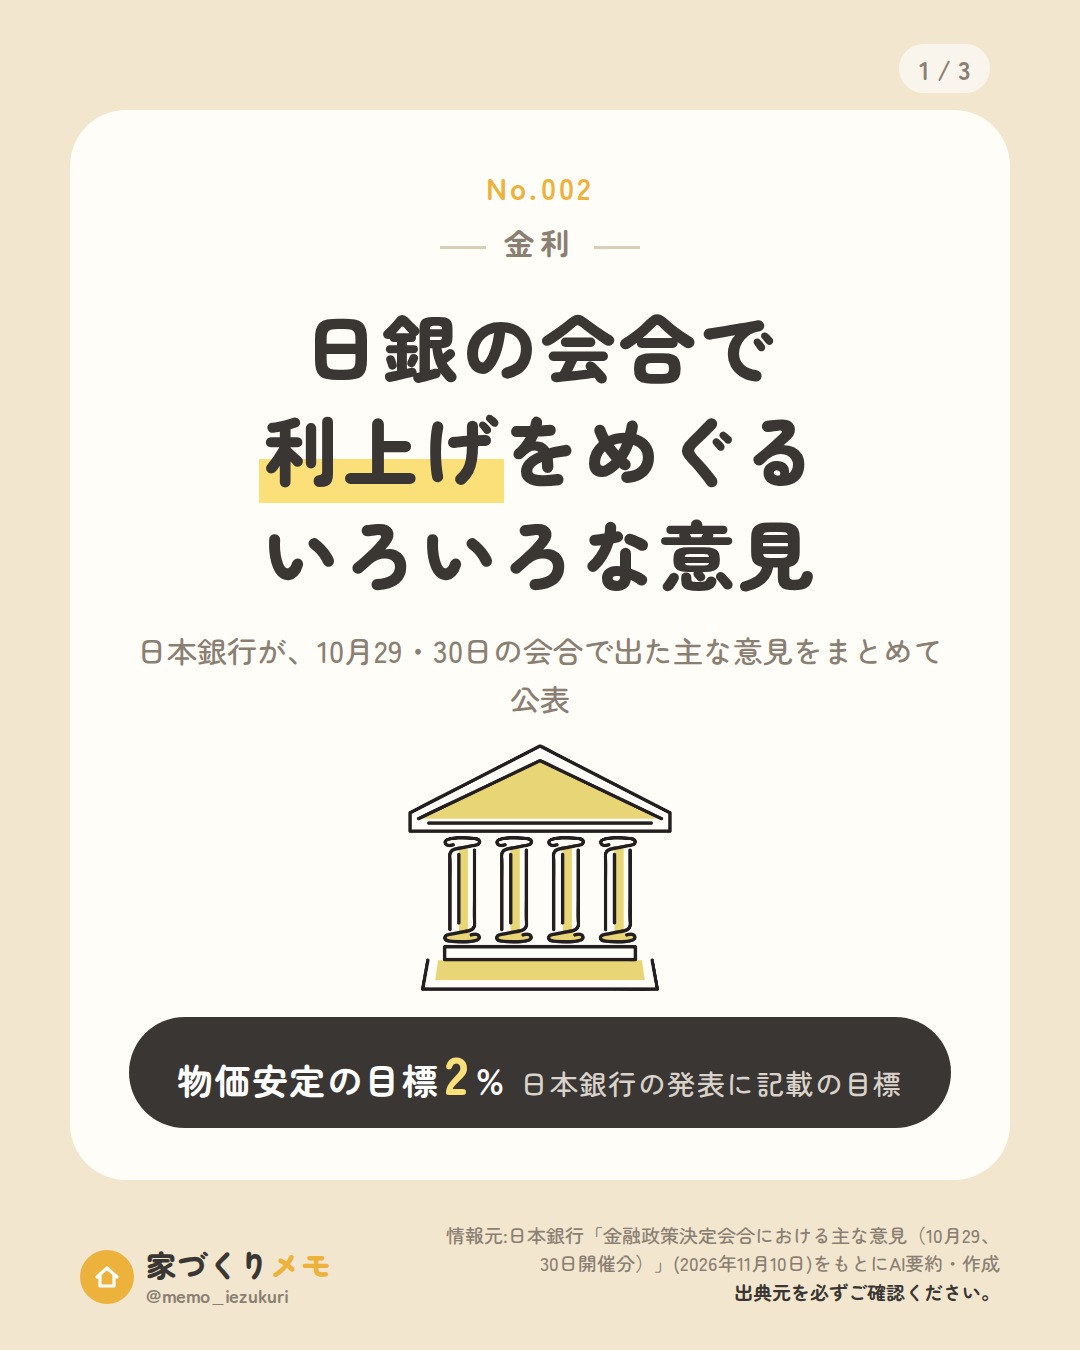 1 / 3
No.002
金利
日銀の会合で
利上げをめぐる
いろいろな意見
日本銀行が、10月29・30日の会合で出た主な意見をまとめて
公表
物価安定の目標2% 日本銀行の発表に記載の目標
家づくりメモ
@memo_iezukuri
情報元:日本銀行「金融政策決定会合における主な意見（10月29、
30日開催分）」(2026年11月10日)をもとにAI要約・作成
出典元を必ずご確認ください。